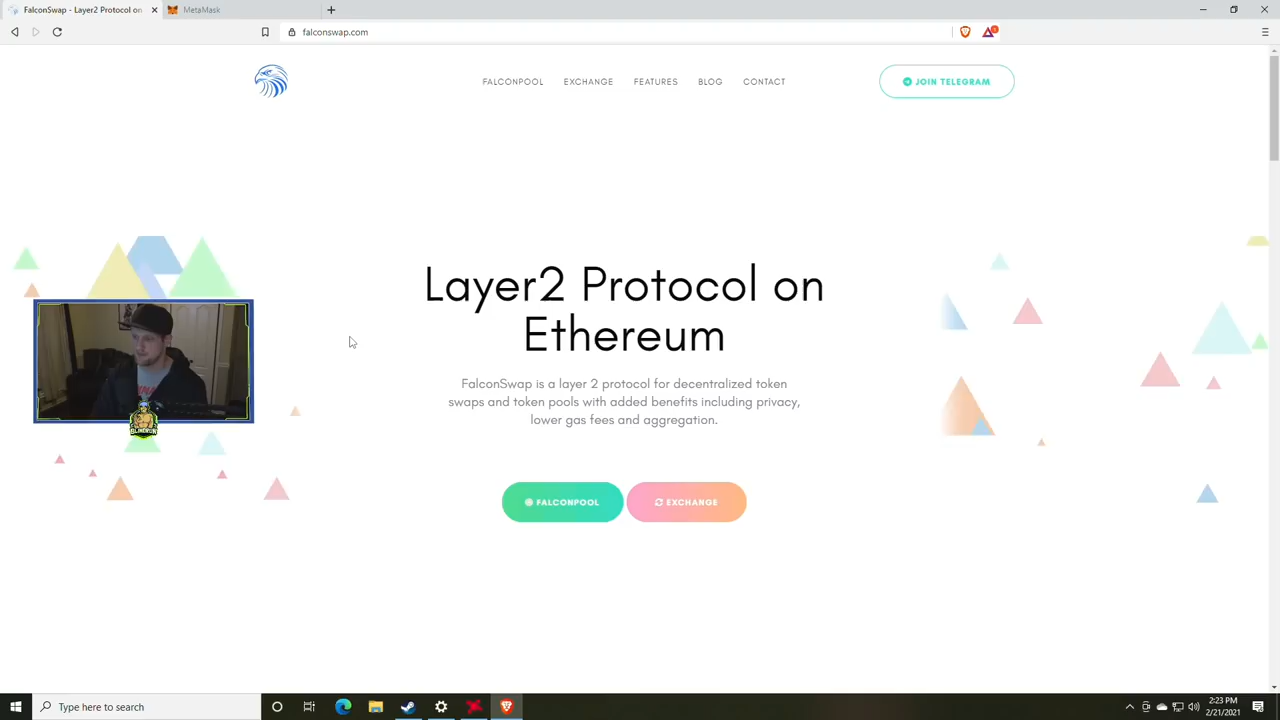 FalconSwap - Layer2 Protocol on
MetaMask
falconswap.com
FALCONPOOL
EXCHANGE
FEATURES
BLOG
CONTACT
JOIN TELEGRAM
Layer2 Protocol on
Ethereum
FalconSwap is a layer 2 protocol for decentralized token
swaps and token pools with added benefits including privacy,
lower gas fees and aggregation.
FALCONPOOL
EXCHANGE
Type here to search
2:23 PM
2/21/2021